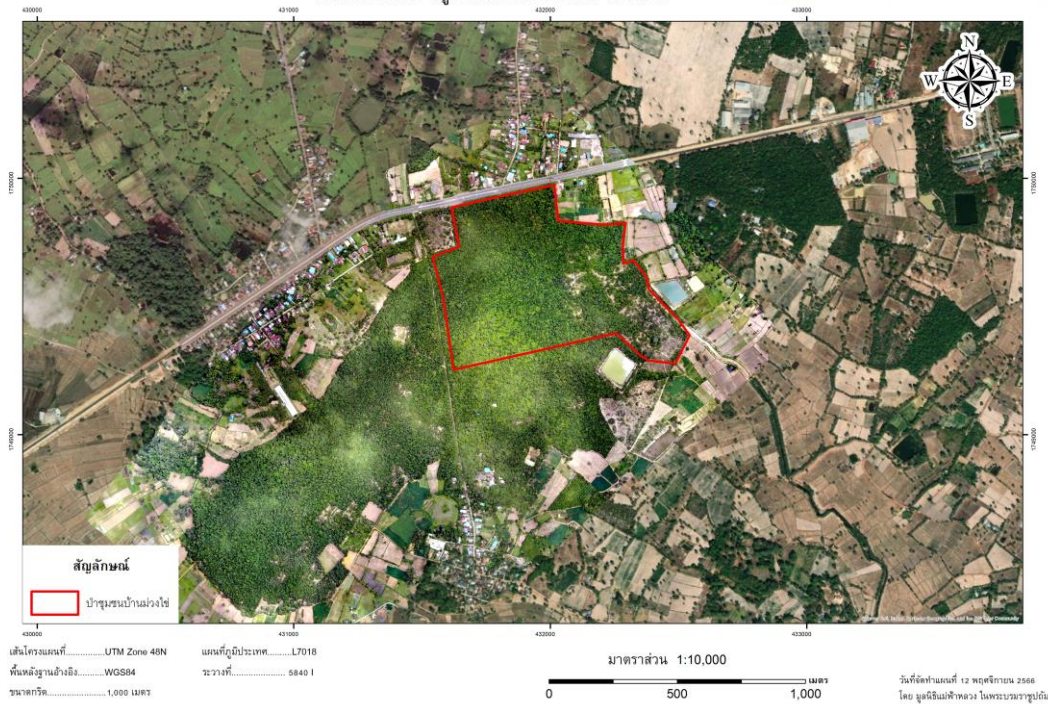 430000 431000 432000 433000
N
W E
S
1750000 1750000
1749000 1749000
สัญลักษณ์
ป่าชุมชนบ้านม่วงไข่
430000 431000 432000 433000
เส้นโครงแผนที่................UTM Zone 48N แผนที่ภูมิประเทศ..........L7018
พื้นหลังฐานอ้างอิง..........WGS84 ระวางที่...................... 5840 I
ขนาดกริด......................1,000 เมตร
มาตราส่วน 1:10,000
เมตร
0 500 1,000
วันที่จัดทำแผนที่ 12 พฤศจิกายน 2566
โดย มูลนิธิแม่ฟ้าหลวง ในพระบรมราชูปถัมภ์